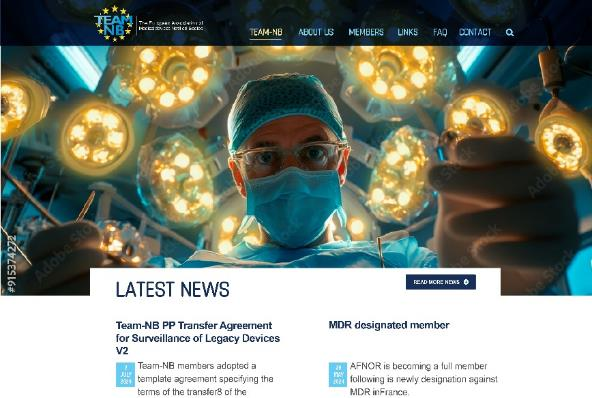 TEAM
NB
The European Association of
Medical devices Notified Bodies
TEAM-NB ABOUT US MEMBERS LINKS FAQ CONTACT
Adobe Stock
#915374272
LATEST NEWS
READ MORE NEWS
Team-NB PP Transfer Agreement
for Surveillance of Legacy Devices
V2
JULY
2024
Team-NB members adopted a
template agreement specifying the
terms of the transfer8 of the
MDR designated member
MAY
2024
AFNOR is becoming a full member
following is newly designation against
MDR inFrance.